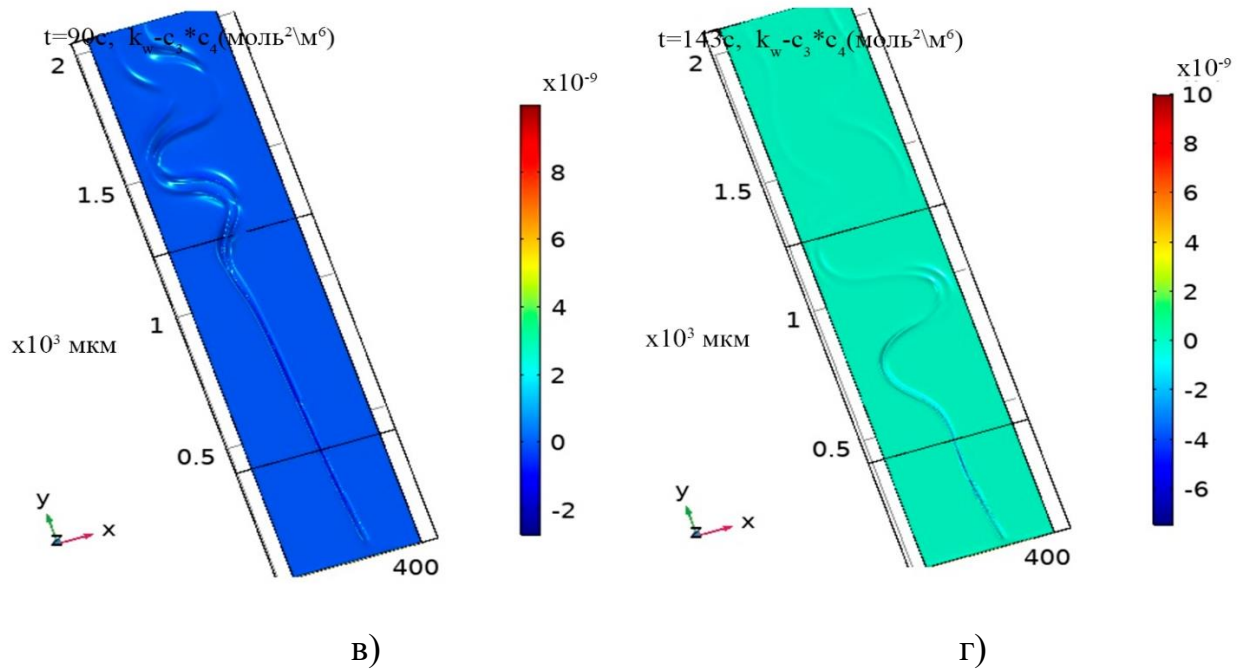 t=90с, k_w-c_3*c_4(моль²\м⁶)
x10⁻⁹
2
1.5
1
0.5
x10³ мкм
400
8
6
4
2
0
-2
y
z
x
в)
t=143с, k_w-c_3*c_4(моль²\м⁶)
x10⁻⁹
2
1.5
1
0.5
x10³ мкм
400
10
8
6
4
2
0
-2
-4
-6
y
z
x
г)